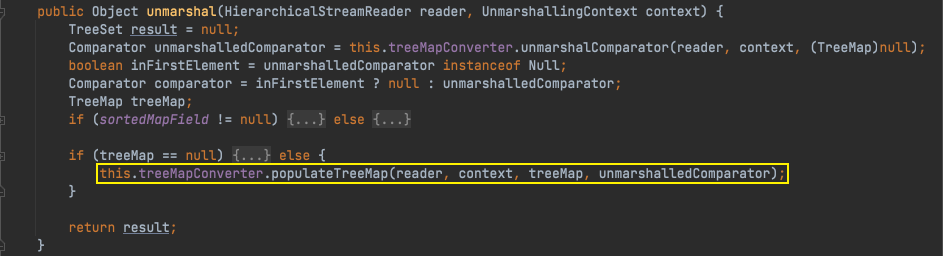 public Object unmarshal(HierarchicalStreamReader reader, UnmarshallingContext context) {
TreeSet result = null;
Comparator unmarshalledComparator = this.treeMapConverter.unmarshalComparator(reader, context, (TreeMap)null);
boolean inFirstElement = unmarshalledComparator instanceof Null;
Comparator comparator = inFirstElement ? null : unmarshalledComparator;
TreeMap treeMap;
if (sortedMapField != null) {...} else {...}
if (treeMap == null) {...} else {
this.treeMapConverter.populateTreeMap(reader, context, treeMap, unmarshalledComparator);
}
return result;
}